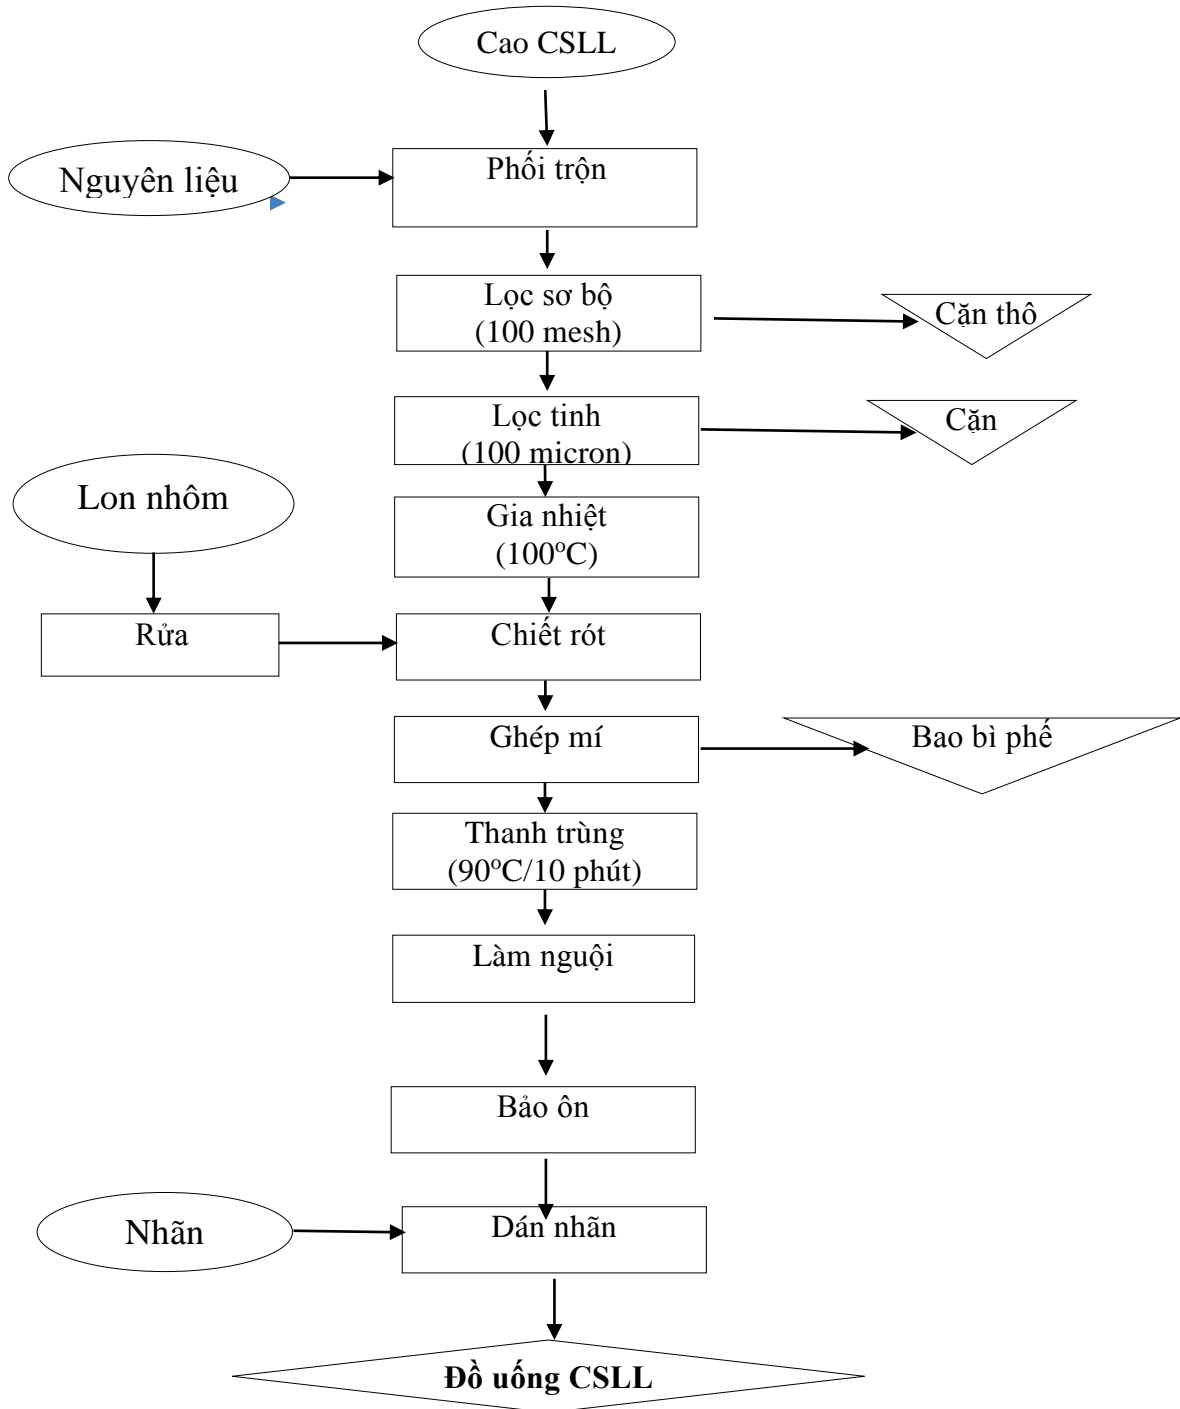 Cao CSLL
Phối trộn
Nguyên liệu
Lọc sơ bộ
(100 mesh)
Cặn thô
Lọc tinh
(100 micron)
Cặn
Lon nhôm
Gia nhiệt
(100°C)
Rửa
Chiết rót
Ghép mí
Bao bì phế
Thanh trùng
(90°C/10 phút)
Làm nguội
Bảo ôn
Nhãn
Dán nhãn
Đồ uống CSLL